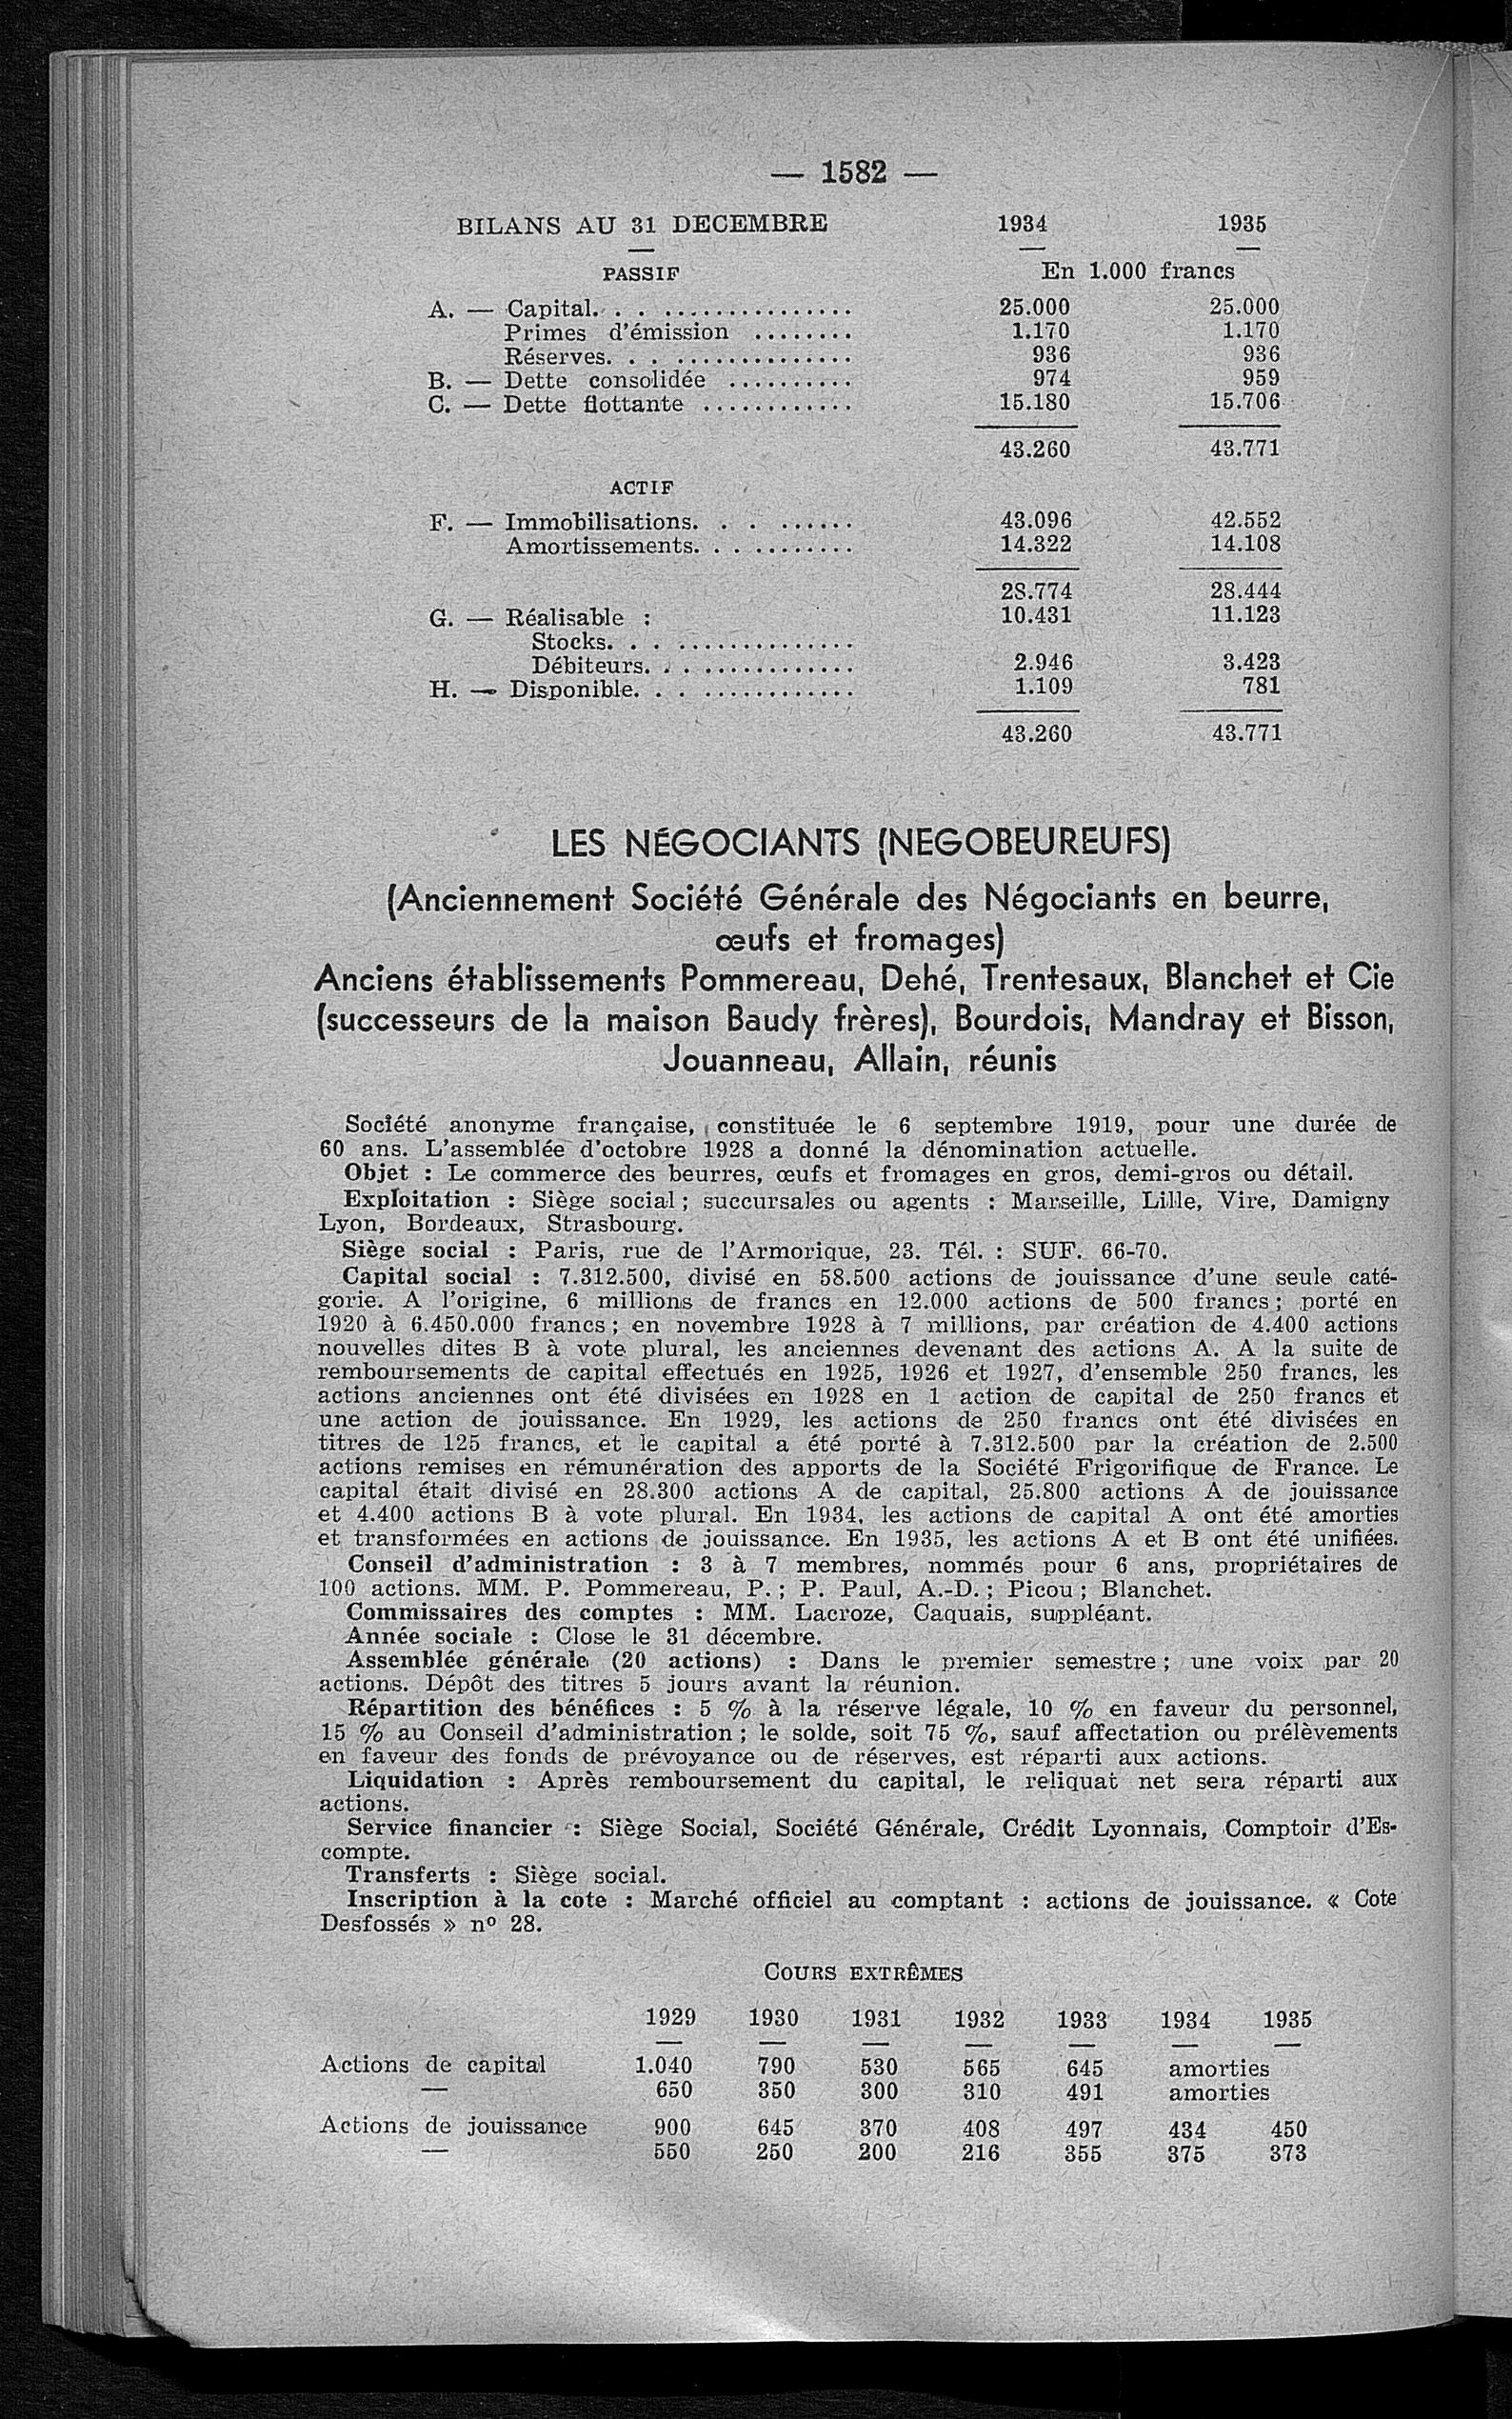 — 1582 —
BILANS AU 31 DECEMBRE 1934 1935
PASSIF En 1.000 francs
A. — Capital. . . ............... 25.000 25.000
Primes d'émission ........ 1.170 1.170
Réserves. . . .............. 936 936
B. — Dette consolidée .......... 974 959
C. — Dette flottante ............ 15.180 15.706
43.260 43.771
ACTIF
F. — Immobilisations. . . ...... 43.096 42.552
Amortissements. . . ......... 14.322 14.108
28.774 28.444
G. — Réalisable : 10.431 11.123
Stocks. . . ..............
Débiteurs. . . ............. 2.946 3.423
H. — Disponible. . . ............ 1.109 781
43.260 43.771
LES NÉGOCIANTS (NEGOBEUREUFS)
(Anciennement Société Générale des Négociants en beurre,
œufs et fromages)
Anciens établissements Pommereau, Dehé, Trentesaux, Blanchet et Cie
(successeurs de la maison Baudy frères), Bourdois, Mandray et Bisson,
Jouanneau, Allain, réunis
Société anonyme française, constituée le 6 septembre 1919, pour une durée de
60 ans. L'assemblée d'octobre 1928 a donné la dénomination actuelle.
Objet : Le commerce des beurres, œufs et fromages en gros, demi-gros ou détail.
Exploitation : Siège social ; succursales ou agents : Marseille, Lille, Vire, Damigny
Lyon, Bordeaux, Strasbourg.
Siège social : Paris, rue de l'Armorique, 23. Tél. : SUF. 66-70.
Capital social : 7.312.500, divisé en 58.500 actions de jouissance d'une seule caté-
gorie. A l'origine, 6 millions de francs en 12.000 actions de 500 francs ; porté en
1920 à 6.450.000 francs ; en novembre 1928 à 7 millions, par création de 4.400 actions
nouvelles dites B à vote plural, les anciennes devenant des actions A. A la suite de
remboursements de capital effectués en 1925, 1926 et 1927, d'ensemble 250 francs, les
actions anciennes ont été divisées en 1928 en 1 action de capital de 250 francs et
une action de jouissance. En 1929, les actions de 250 francs ont été divisées en
titres de 125 francs, et le capital a été porté à 7.312.500 par la création de 2.500
actions remises en rémunération des apports de la Société Frigorifique de France. Le
capital était divisé en 28.300 actions A de capital, 25.800 actions A de jouissance
et 4.400 actions B à vote plural. En 1934, les actions de capital A ont été amorties
et transformées en actions de jouissance. En 1935, les actions A et B ont été unifiées.
Conseil d'administration : 3 à 7 membres, nommés pour 6 ans, propriétaires de
100 actions. MM. P. Pommereau, P. ; P. Paul, A.-D. ; Picou ; Blanchet.
Commissaires des comptes : MM. Lacroze, Caquais, suppléant.
Année sociale : Close le 31 décembre.
Assemblée générale (20 actions) : Dans le premier semestre ; une voix par 20
actions. Dépôt des titres 5 jours avant la réunion.
Répartition des bénéfices : 5 % à la réserve légale, 10 % en faveur du personnel,
15 % au Conseil d'administration ; le solde, soit 75 %, sauf affectation ou prélèvements
en faveur des fonds de prévoyance ou de réserves, est réparti aux actions.
Liquidation : Après remboursement du capital, le reliquat net sera réparti aux
actions.
Service financier : Siège Social, Société Générale, Crédit Lyonnais, Comptoir d'Es-
compte.
Transferts : Siège social.
Inscription à la cote : Marché officiel au comptant : actions de jouissance. « Cote
Desfossés » nº 28.
COURS EXTRÊMES
1929 1930 1931 1932 1933 1934 1935
Actions de capital 1.040 790 530 565 645 amorties
— 650 350 300 310 491 amorties
Actions de jouissance 900 645 370 408 497 434 450
— 550 250 200 216 355 375 373